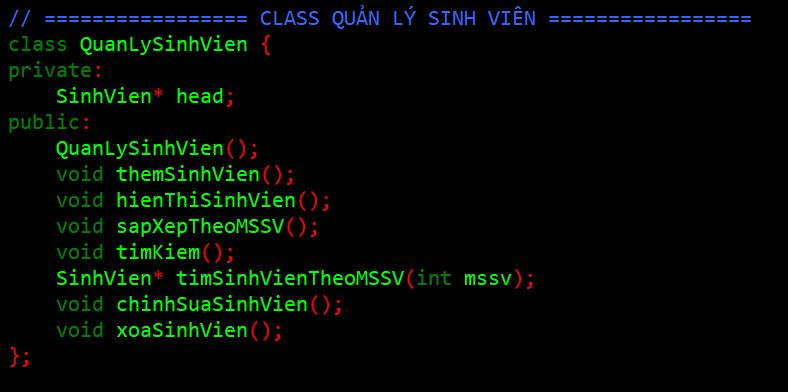 // ================= CLASS QUẢN LÝ SINH VIÊN =================
class QuanLySinhVien {
private:
    SinhVien* head;
public:
    QuanLySinhVien();
    void themSinhVien();
    void hienThiSinhVien();
    void sapXepTheoMSSV();
    void timKiem();
    SinhVien* timSinhVienTheoMSSV(int mssv);
    void chinhSuaSinhVien();
    void xoaSinhVien();
};